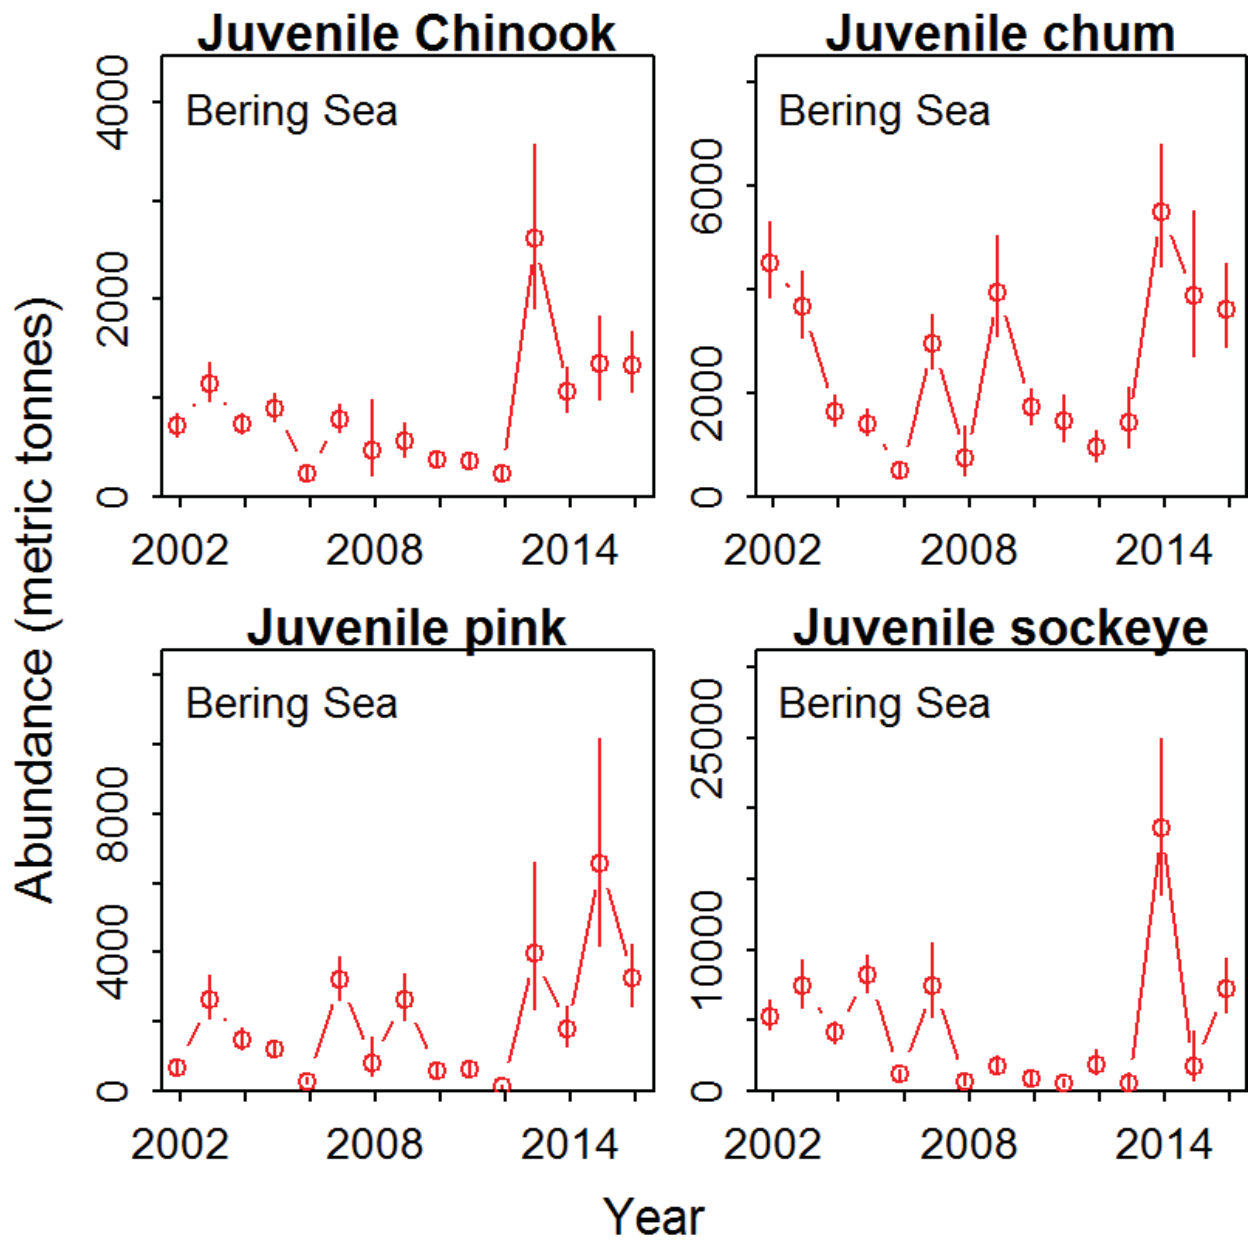 Juvenile Chinook
Bering Sea
0
2000
4000
2002 2008 2014
Juvenile chum
Bering Sea
0
2000
6000
2002 2008 2014
Juvenile pink
Bering Sea
0
4000
8000
2002 2008 2014
Juvenile sockeye
Bering Sea
0
10000
25000
2002 2008 2014
Abundance (metric tonnes)
Year